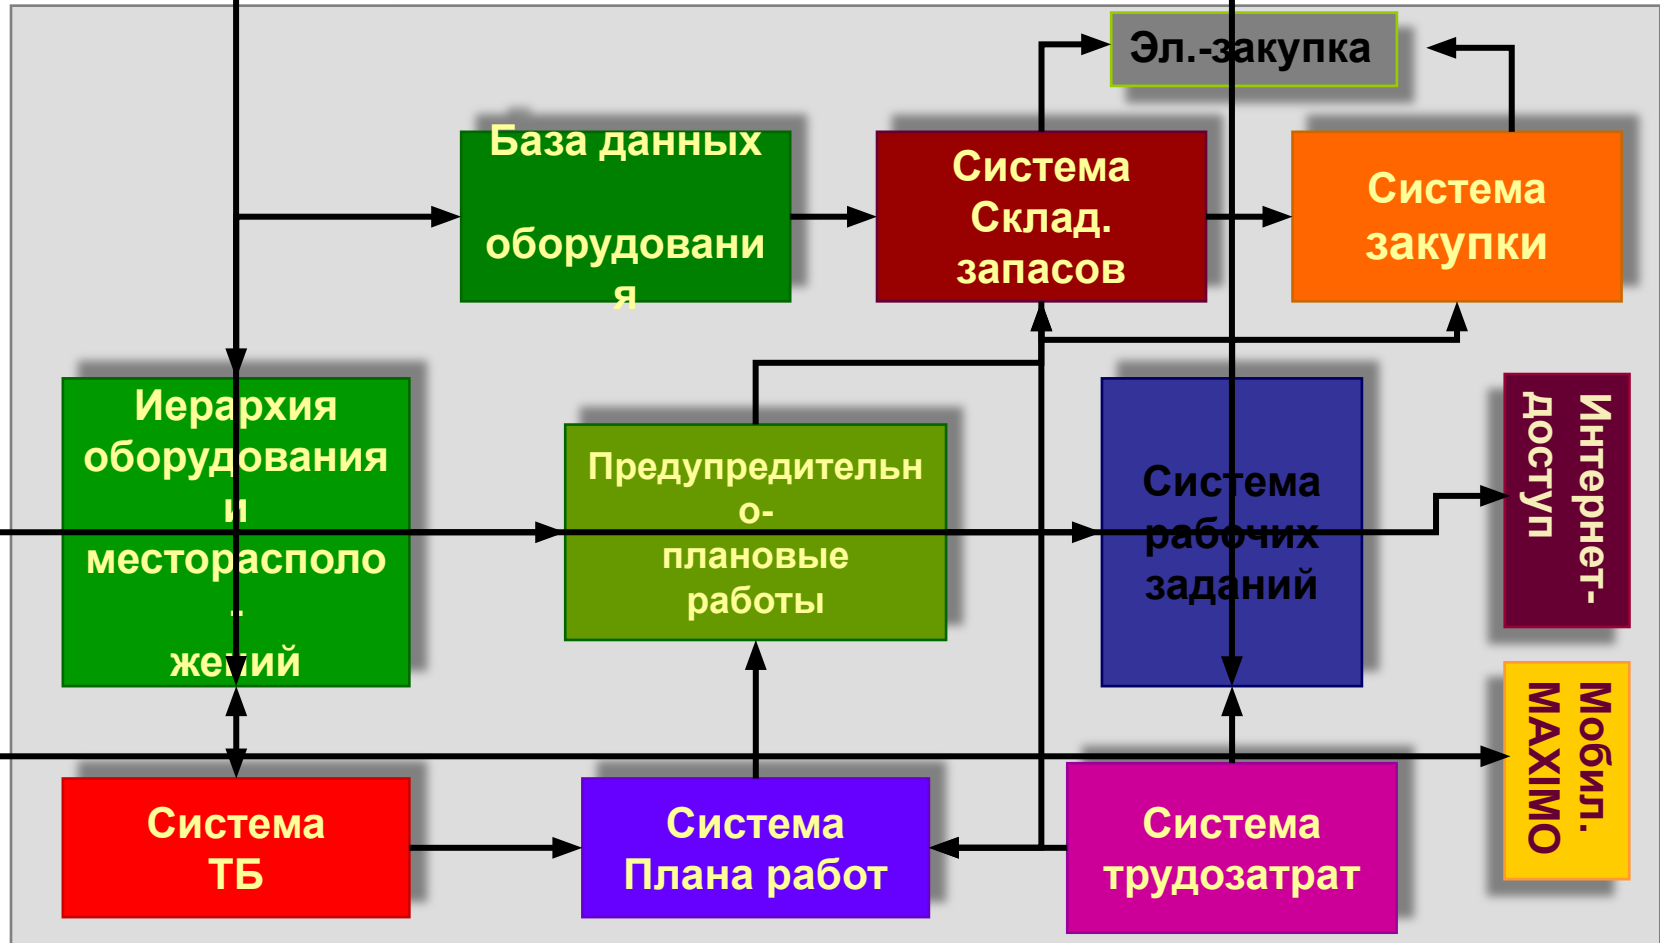 Эл.-закупка
База данных
оборудовани
я
Система
Склад.
запасов
Система
закупки
Иерархия
оборудования
и
месторасполо
-
жений
Предупредительн
о-
плановые
работы
Система
рабочих
заданий
Интернет-
доступ
Мобил.
MAXIMO
Система
ТБ
Система
Плана работ
Система
трудозатрат